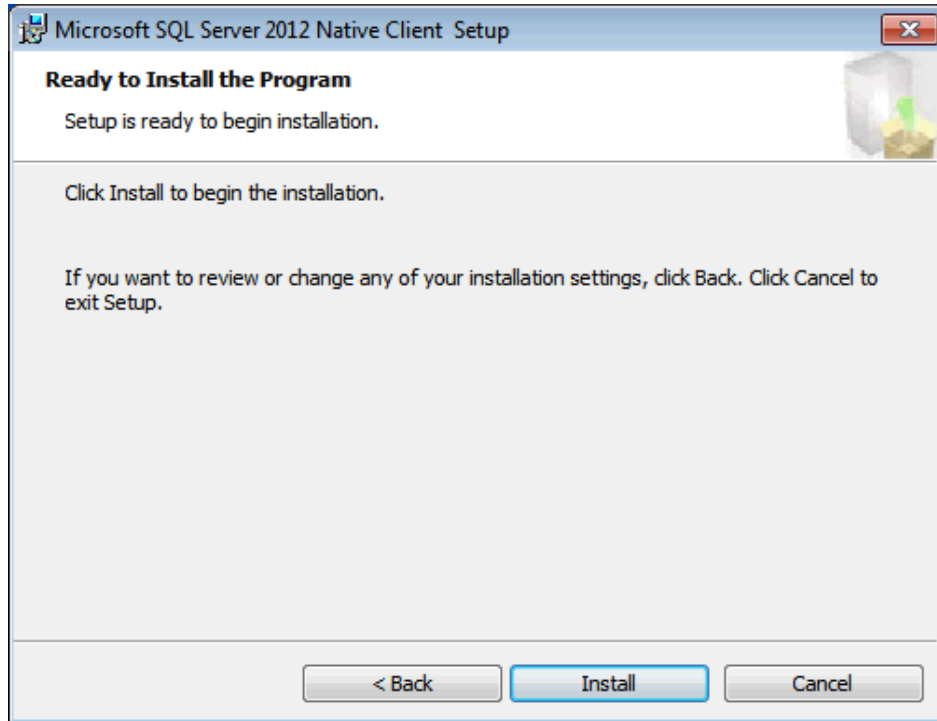 Microsoft SQL Server 2012 Native Client  Setup
Ready to Install the Program
Setup is ready to begin installation.
Click Install to begin the installation.
If you want to review or change any of your installation settings, click Back. Click Cancel to
exit Setup.
< Back
Install
Cancel